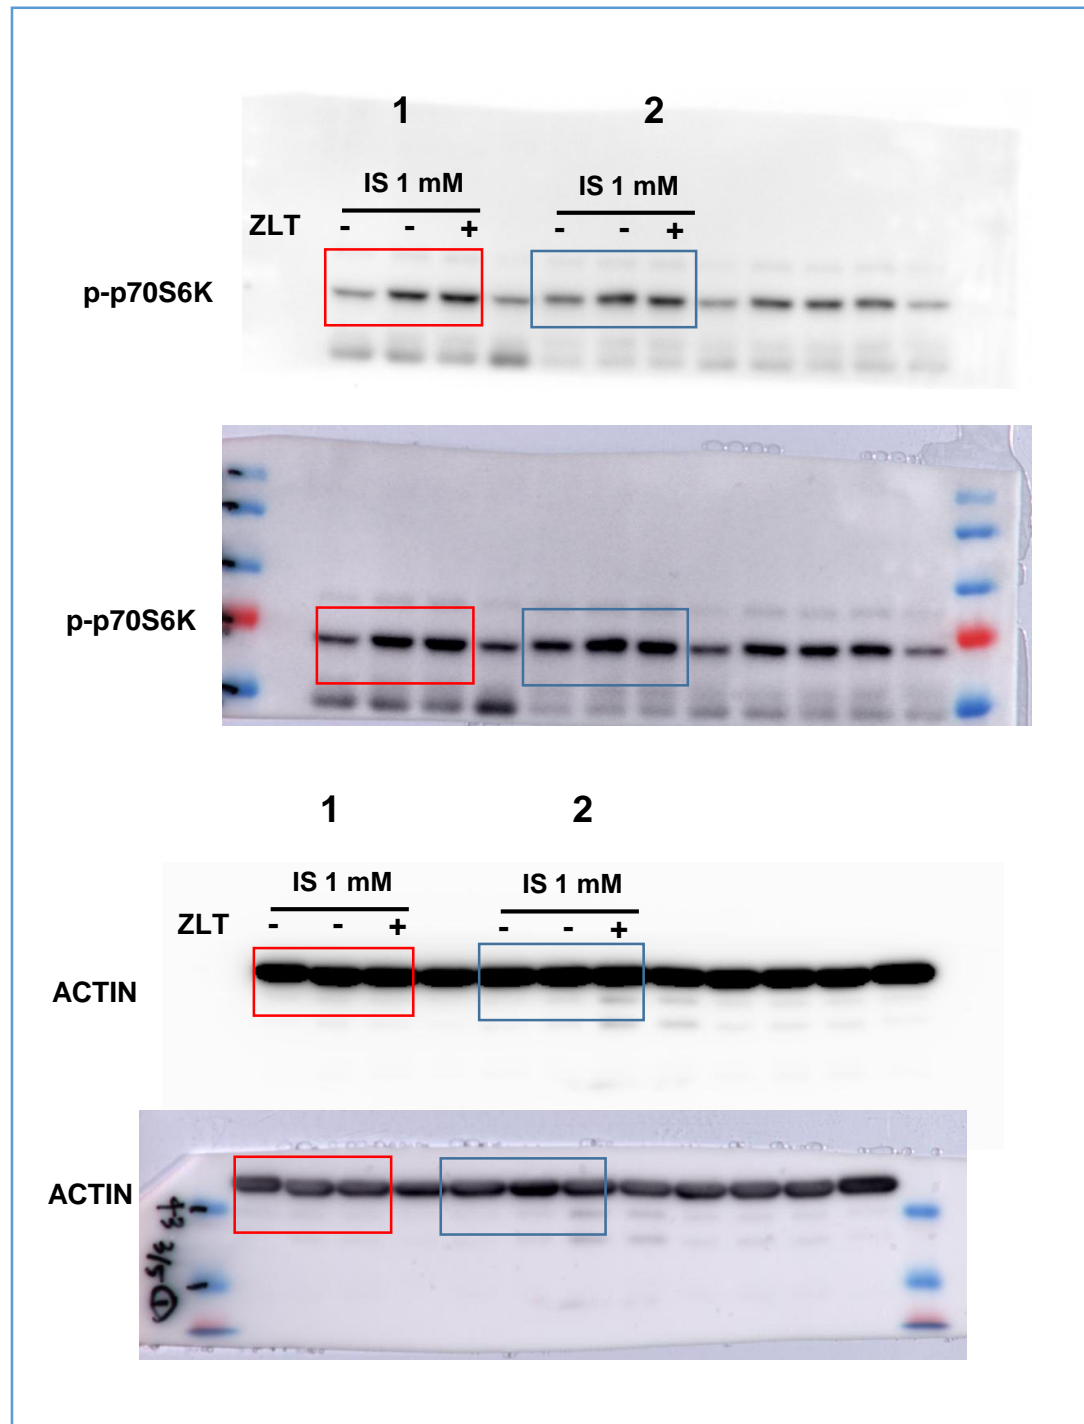 1 2
IS 1 mM IS 1 mM
ZLT - - + - - +
p-p70S6K
p-p70S6K
1 2
IS 1 mM IS 1 mM
ZLT - - + - - +
ACTIN
ACTIN